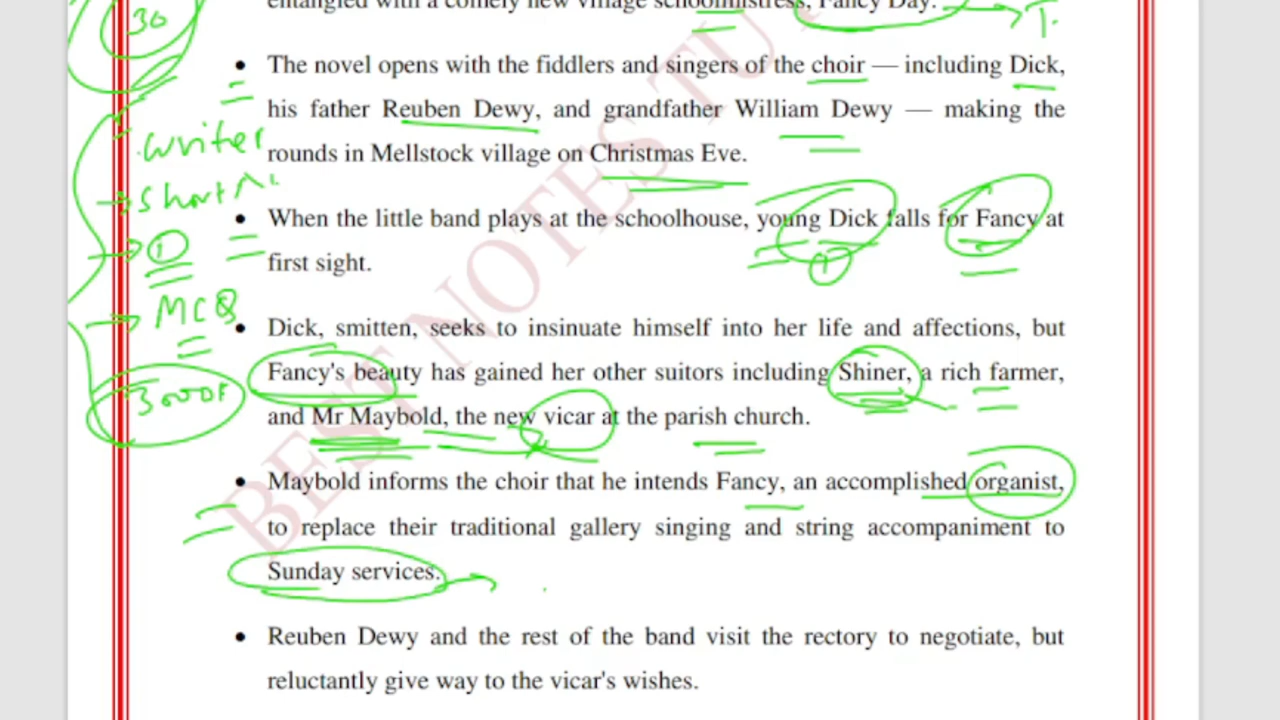 30
entangled with a comely new village schoolmistress, Fancy Day.
T.
• The novel opens with the fiddlers and singers of the choir — including Dick,
his father Reuben Dewy, and grandfather William Dewy — making the
writer
rounds in Mellstock village on Christmas Eve.
Short
• When the little band plays at the schoolhouse, young Dick falls for Fancy at
1
first sight.
1
MCQ
• Dick, smitten, seeks to insinuate himself into her life and affections, but
Fancy's beauty has gained her other suitors including Shiner, a rich farmer,
and Mr Maybold, the new vicar at the parish church.
• Maybold informs the choir that he intends Fancy, an accomplished organist,
to replace their traditional gallery singing and string accompaniment to
Sunday services.
• Reuben Dewy and the rest of the band visit the rectory to negotiate, but
reluctantly give way to the vicar's wishes.
BEST NOTES TU